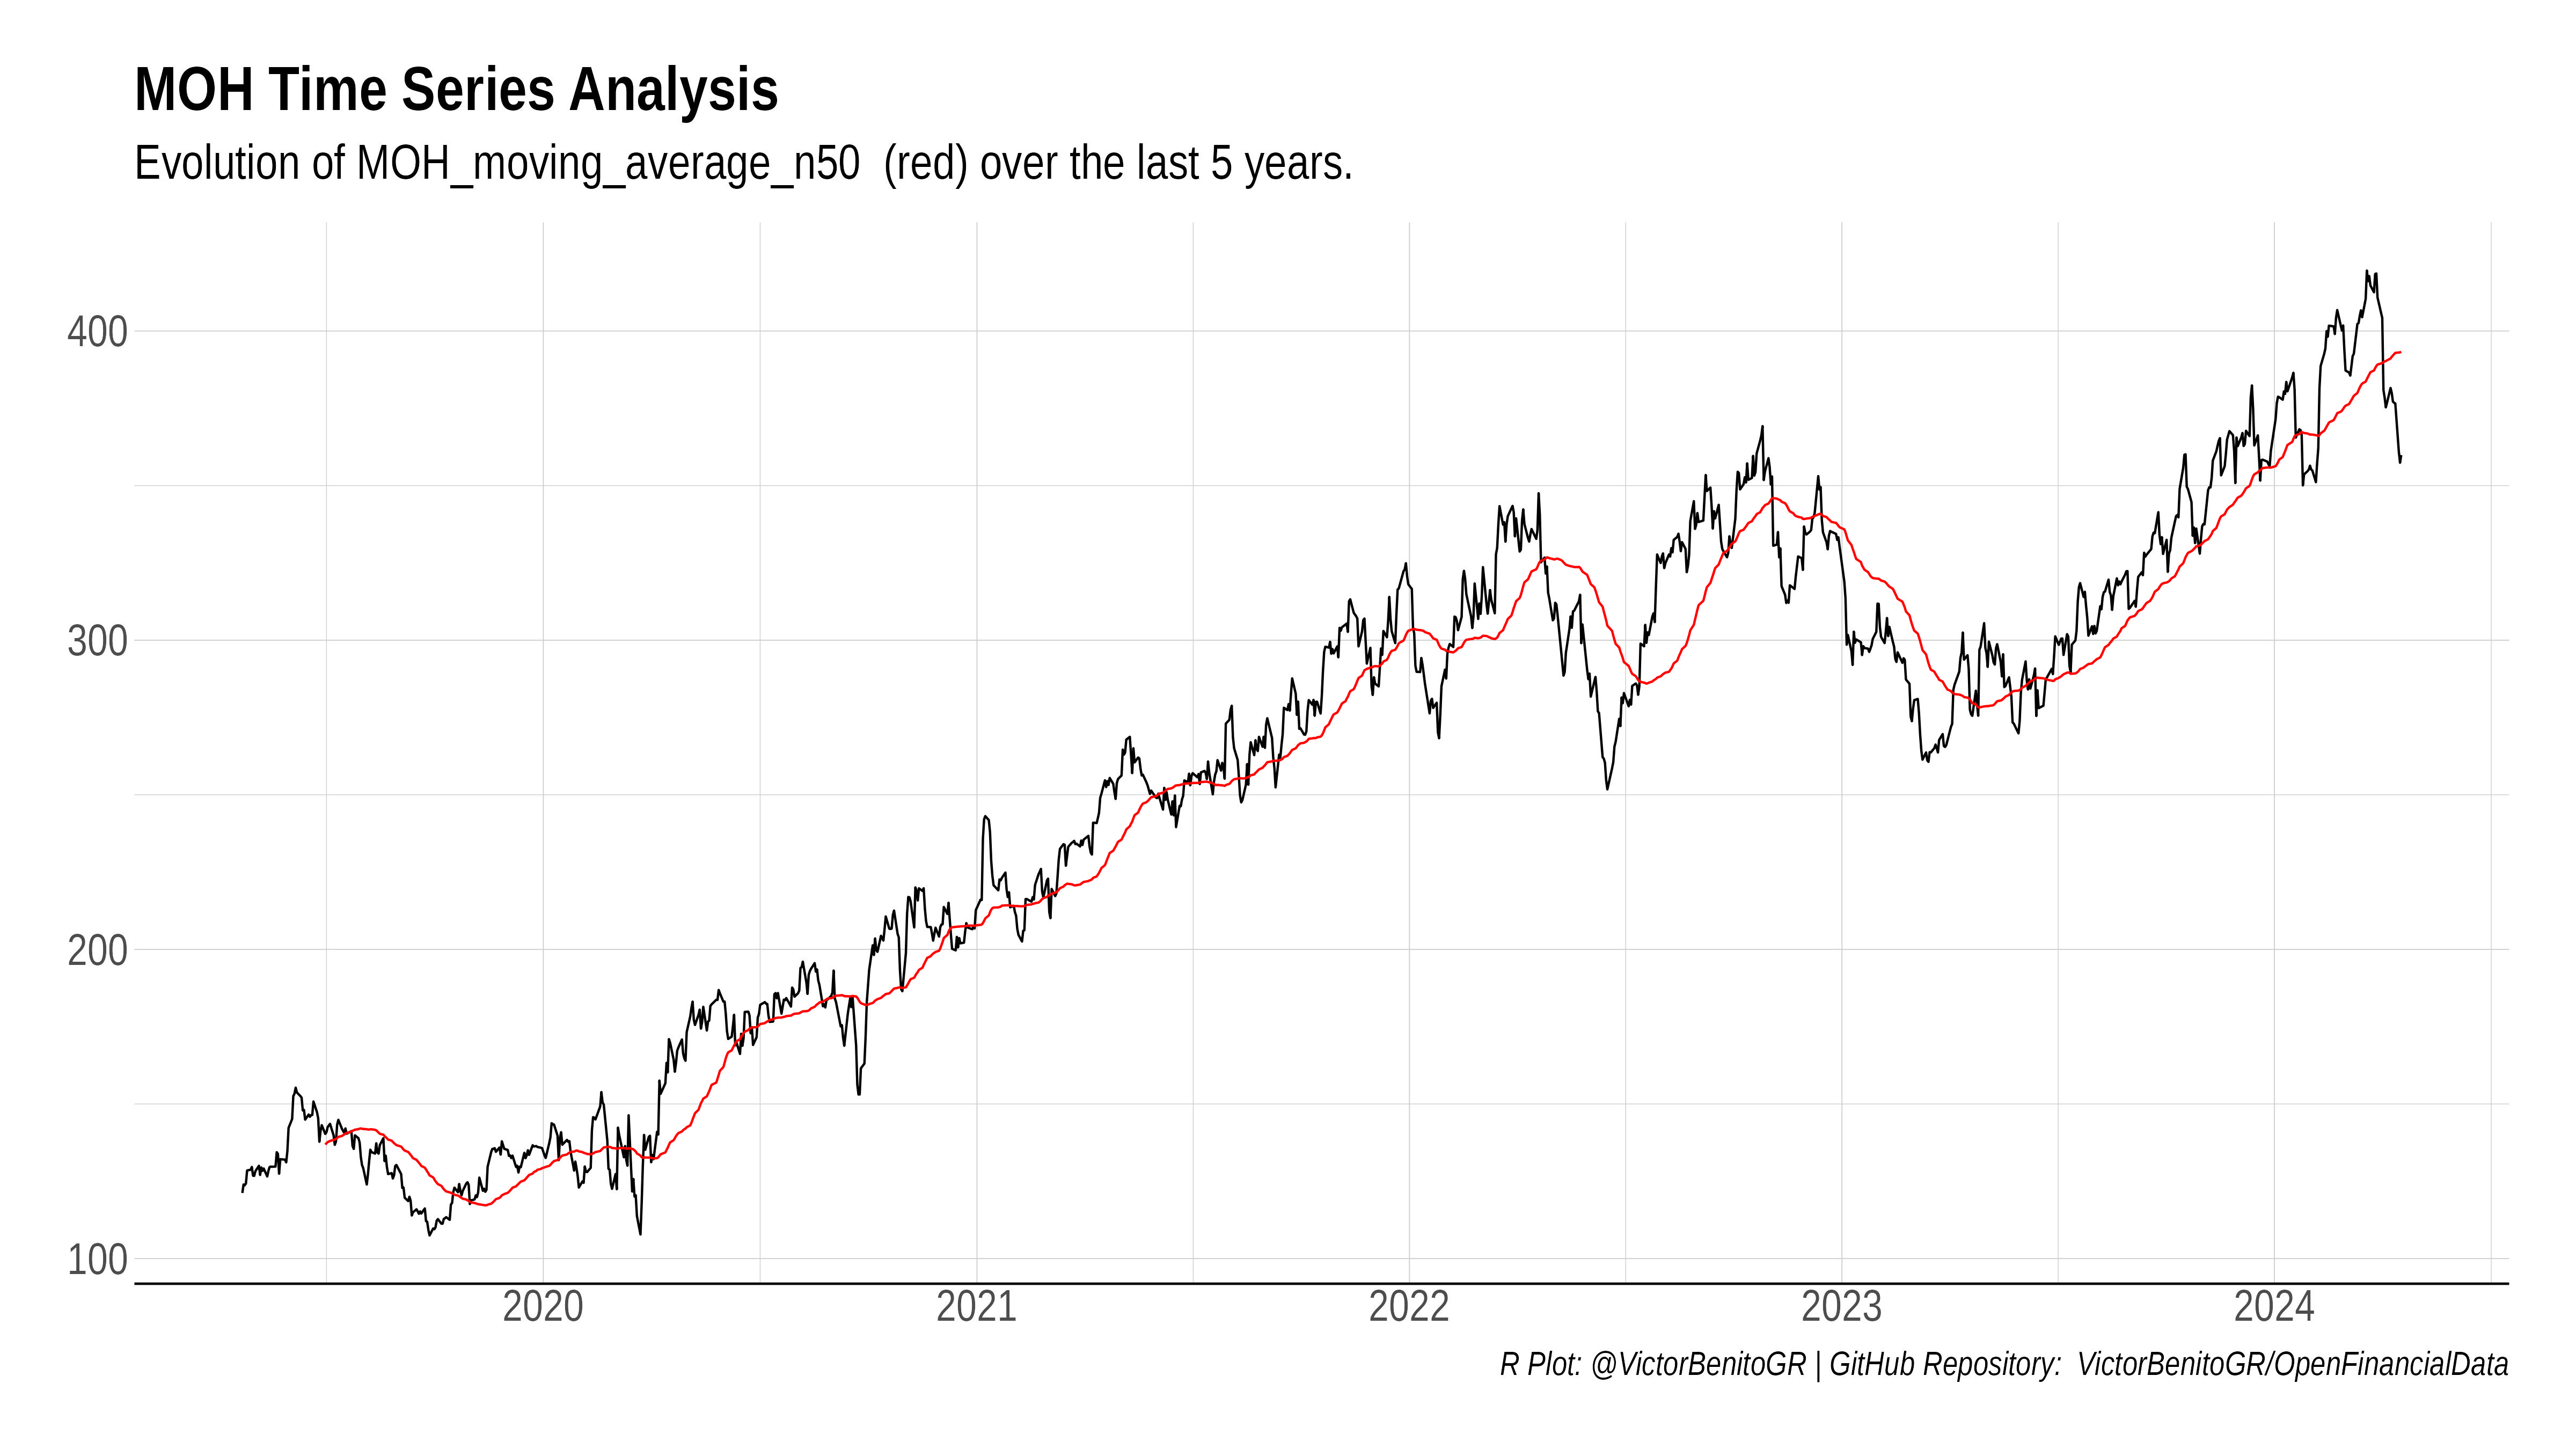 MOH Time Series Analysis
Evolution of MOH_moving_average_n50  (red) over the last 5 years.
400
300
200
100
2020 2021 2022 2023 2024
R Plot: @VictorBenitoGR | GitHub Repository:  VictorBenitoGR/OpenFinancialData